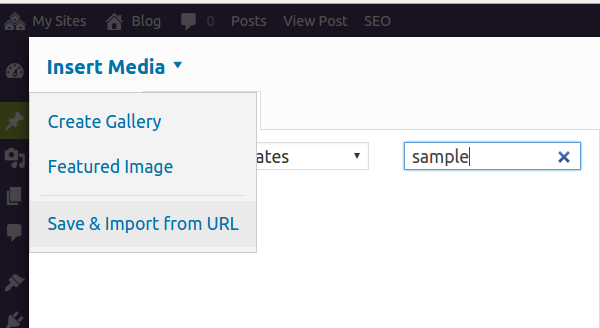 My Sites Blog 0 Posts View Post SEO
Insert Media
Create Gallery
Featured Image
ates sample
Save & Import from URL